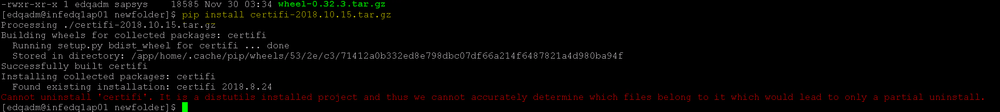 -rwxr-xr-x 1 edqadm sapsys    18585 Nov 30 03:34 wheel-0.32.3.tar.gz
[edqadm@infedq1ap01 newfolder]$ pip install certifi-2018.10.15.tar.gz
Processing ./certifi-2018.10.15.tar.gz
Building wheels for collected packages: certifi
  Running setup.py bdist_wheel for certifi ... done
  Stored in directory: /app/home/.cache/pip/wheels/53/2e/c3/71412a0b332ed8e798dbc07df66a214f6487821a4d980ba94f
Successfully built certifi
Installing collected packages: certifi
  Found existing installation: certifi 2018.8.24
Cannot uninstall 'certifi'. It is a distutils installed project and thus we cannot accurately determine which files belong to it which would lead to only a partial uninstall.
[edqadm@infedq1ap01 newfolder]$